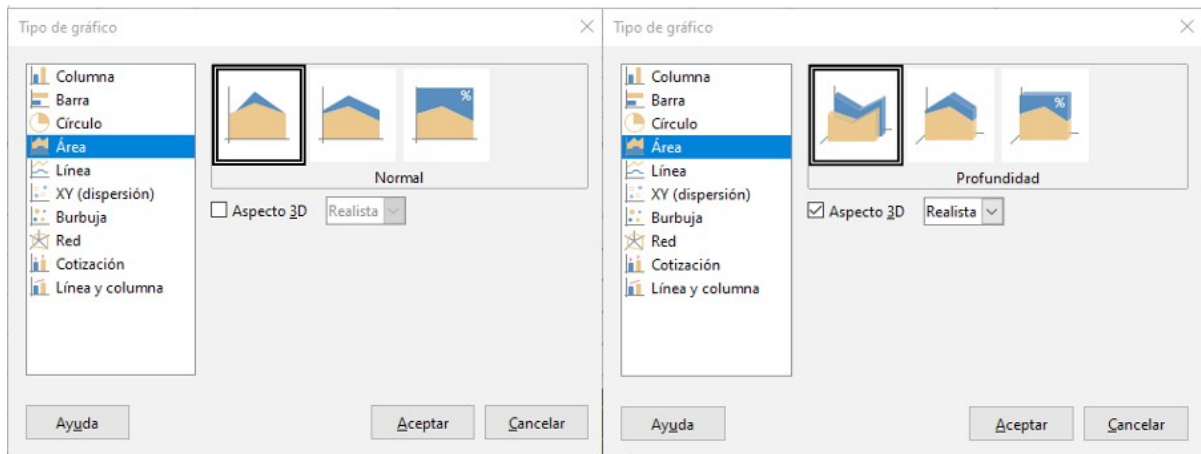 Tipo de gráfico
Columna
Barra
Círculo
Área
Línea
XY (dispersión)
Burbuja
Red
Cotización
Línea y columna
%
Normal
Aspecto 3D
Realista
Ayuda
Aceptar
Cancelar
Tipo de gráfico
Columna
Barra
Círculo
Área
Línea
XY (dispersión)
Burbuja
Red
Cotización
Línea y columna
%
Profundidad
Aspecto 3D
Realista
Ayuda
Aceptar
Cancelar